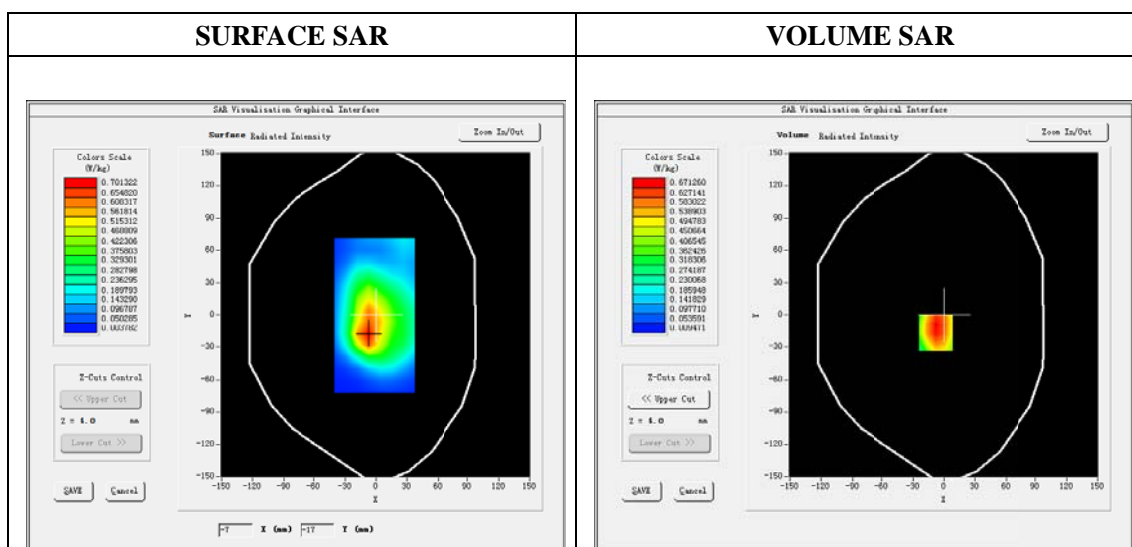 SURFACE SAR
VOLUME SAR
SAR Visualisation Graphical Interface
Surface Radiated Intensity
Zoom In/Out
Colors Scale
(W/kg)
0.701322
0.654820
0.608317
0.561814
0.515312
0.468809
0.422306
0.375803
0.329301
0.282798
0.236295
0.189793
0.143290
0.096787
0.050285
0.003782
150
120
90
60
30
0
-30
-60
-90
-120
-150
Y
-150 -120 -90 -60 -30 0 30 60 90 120 150
X
Z-Cuts Control
<< Upper Cut
Z = 4.0 mm
Lower Cut >>
SAVE
Cancel
-7 X (mm) -17 Y (mm)
SAR Visualisation Graphical Interface
Volume Radiated Intensity
Zoom In/Out
Colors Scale
(W/kg)
0.671260
0.627141
0.583022
0.538903
0.494783
0.450664
0.406545
0.362426
0.318306
0.274187
0.230068
0.185948
0.141829
0.097710
0.053591
0.009471
150
120
90
60
30
0
-30
-60
-90
-120
-150
Y
-150 -120 -90 -60 -30 0 30 60 90 120 150
X
Z-Cuts Control
<< Upper Cut
Z = 4.0 mm
Lower Cut >>
SAVE
Cancel